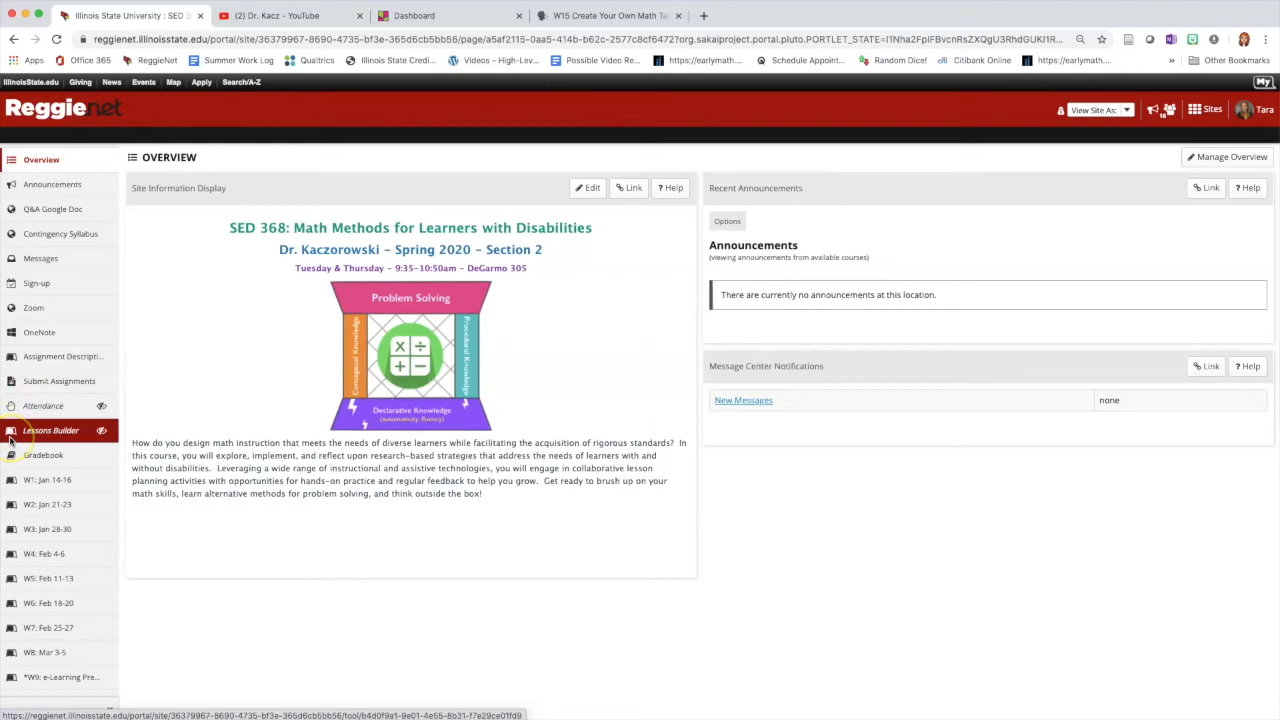 Illinois State University : SED 3
(2) Dr. Kacz - YouTube
Dashboard
W15 Create Your Own Math Ta
reggienet.illinoisstate.edu/portal/site/36379967-8690-4735-bf3e-365d6cb5bb56/page/a5af2115-0aa5-414b-b62c-2577c8cf6472?org.sakaiproject.portal.pluto.PORTLET_STATE=
Apps
Office 365
ReggieNet
Summer Work Log
Qualtrics
Illinois State Credi...
Videos – High-Lev...
Possible Video Re...
https://earlymath....
Schedule Appoint...
Random Dice!
Citibank Online
https://earlymath....
»
Other Bookmarks
IllinoisState.edu Giving News Events Map Apply Search/A-Z
My
Reggienet
View Site As:
16
Sites
Tara
Overview
Announcements
Q&A Google Doc
Contingency Syllabus
Messages
Sign-up
Zoom
OneNote
Assignment Descripti...
Submit Assignments
Attendance
Lessons Builder
Gradebook
W1: Jan 14-16
W2: Jan 21-23
W3: Jan 28-30
W4: Feb 4-6
W5: Feb 11-13
W6: Feb 18-20
W7: Feb 25-27
W8: Mar 3-5
*W9: e-Learning Pre...
OVERVIEW
Manage Overview
Site Information Display
Edit
Link
? Help
SED 368: Math Methods for Learners with Disabilities
Dr. Kaczorowski - Spring 2020 - Section 2
Tuesday & Thursday - 9:35-10:50am - DeGarmo 305
Problem Solving
Conceptual Knowledge
Procedural Knowledge
Declarative Knowledge
(automaticity, fluency)
How do you design math instruction that meets the needs of diverse learners while facilitating the acquisition of rigorous standards? In
this course, you will explore, implement, and reflect upon research-based strategies that address the needs of learners with and
without disabilities. Leveraging a wide range of instructional and assistive technologies, you will engage in collaborative lesson
planning activities with opportunities for hands-on practice and regular feedback to help you grow. Get ready to brush up on your
math skills, learn alternative methods for problem solving, and think outside the box!
Recent Announcements
Link
? Help
Options
Announcements
(viewing announcements from available courses)
There are currently no announcements at this location.
Message Center Notifications
Link
? Help
New Messages
none
https://reggienet.illinoisstate.edu/portal/site/36379967-8690-4735-bf3e-365d6cb5bb56/tool/b4d0f9a1-9e01-4e55-8b31-f7e29ce01fd9